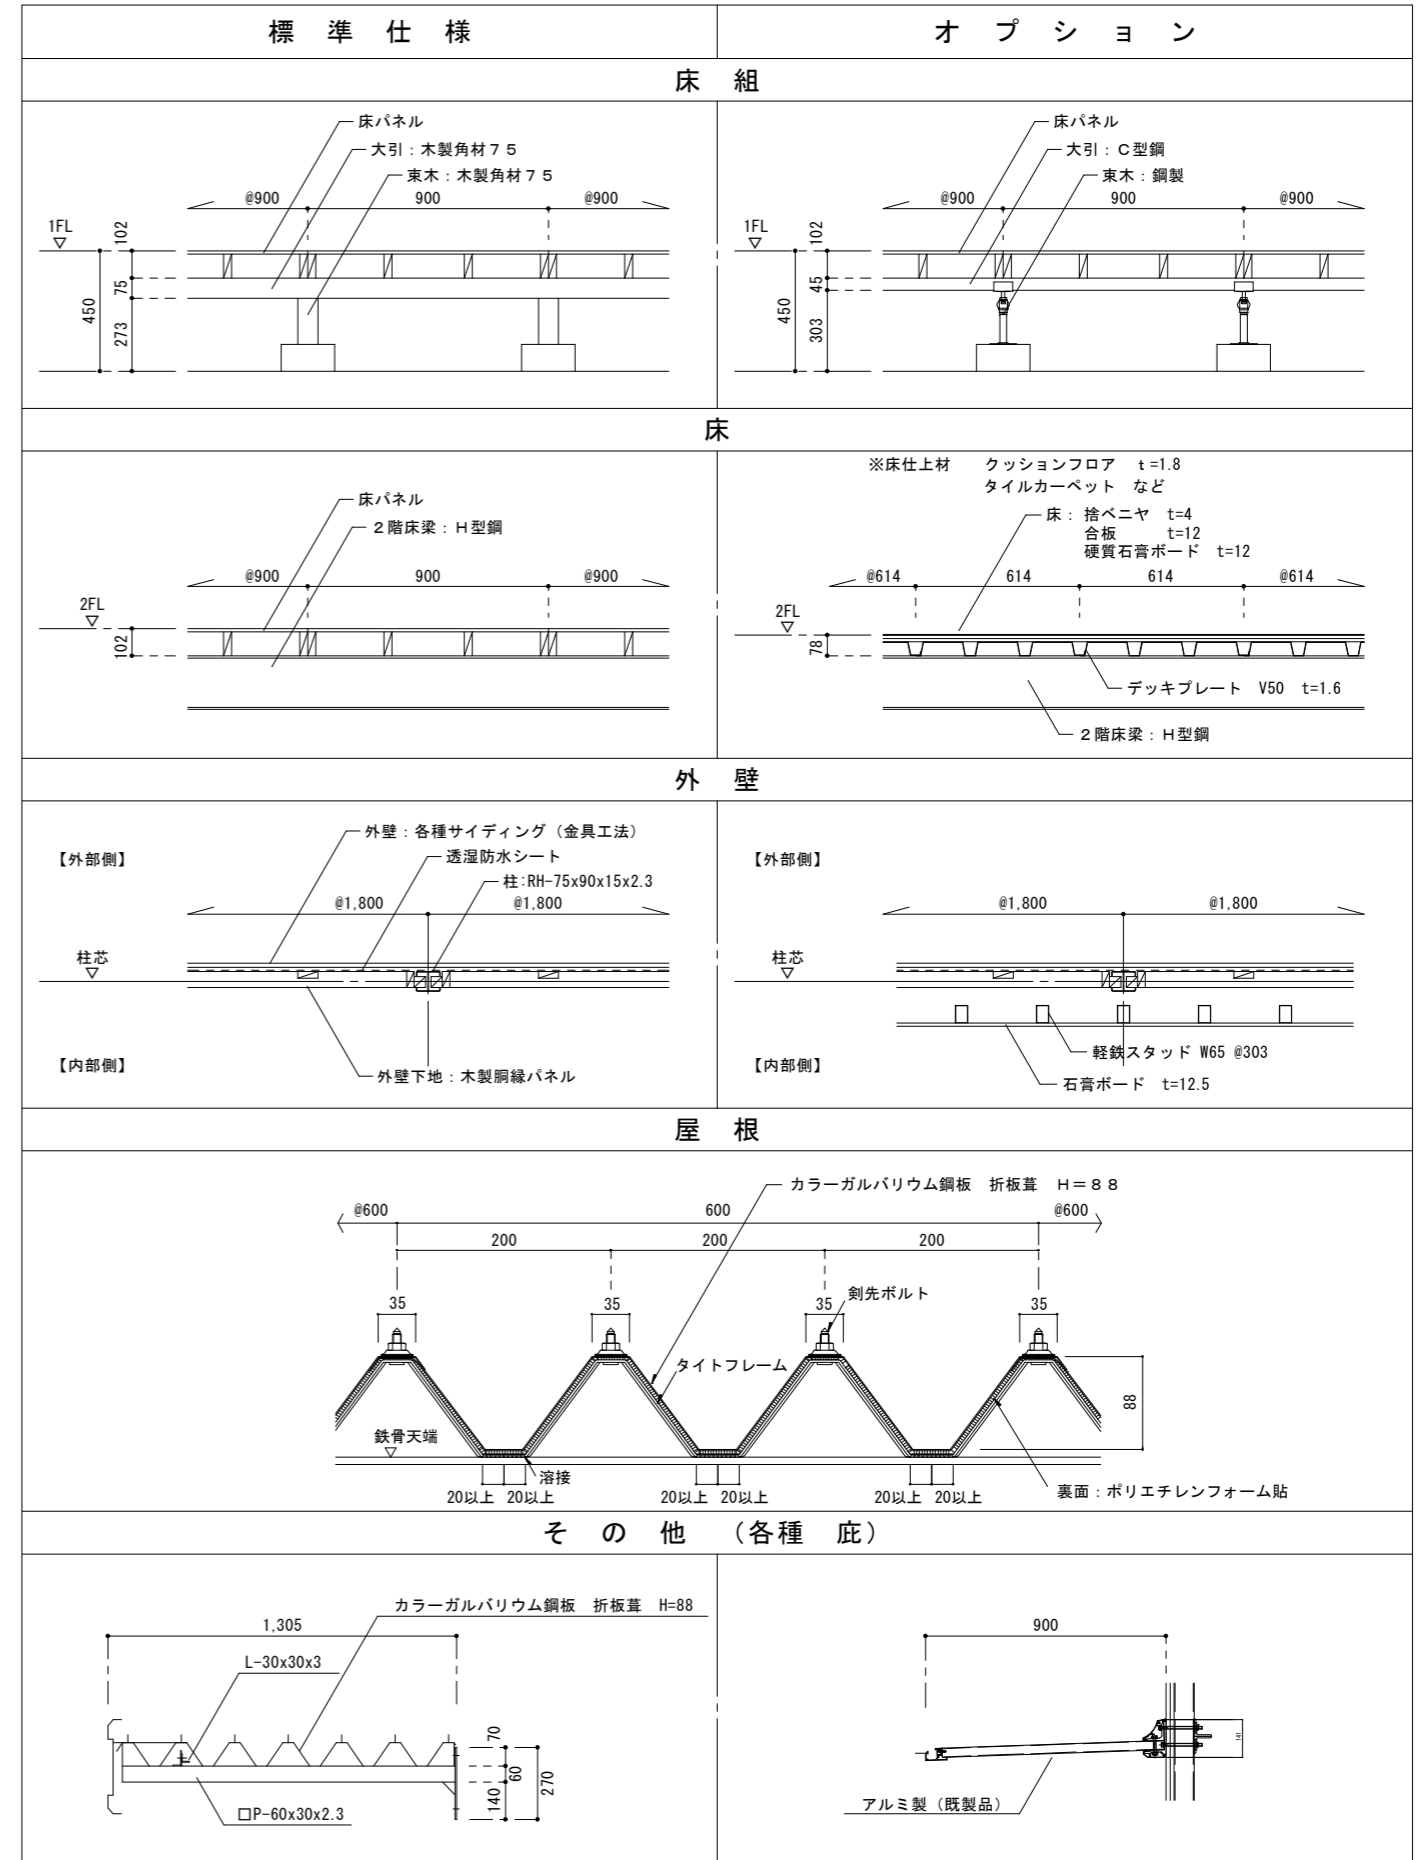 標 準 仕 様
オ プ シ ョ ン
床 組
床パネル
大引：木製角材７５
束木：木製角材７５
@900
900
@900
1FL
102
75
273
450
床パネル
大引：Ｃ型鋼
束木：鋼製
@900
900
@900
1FL
102
45
303
450
床
床パネル
２階床梁：Ｈ型鋼
@900
900
@900
2FL
102
※床仕上材 クッションフロア t=1.8
タイルカーペット など
床： 捨ベニヤ t=4
合板 t=12
硬質石膏ボード t=12
@614
614
614
@614
2FL
78
デッキプレート V50 t=1.6
２階床梁：Ｈ型鋼
外 壁
外壁：各種サイディング（金具工法）
【外部側】
透湿防水シート
柱:RH-75x90x15x2.3
@1,800
@1,800
柱芯
【内部側】
外壁下地：木製胴縁パネル
【外部側】
@1,800
@1,800
柱芯
軽鉄スタッド W65 @303
【内部側】
石膏ボード t=12.5
屋 根
カラーガルバリウム鋼板 折板葺 Ｈ＝８８
@600
600
@600
200
200
200
35
35
35
35
剣先ボルト
タイトフレーム
88
鉄骨天端
溶接
20以上 20以上
20以上 20以上
20以上 20以上
裏面：ポリエチレンフォーム貼
そ の 他 （各種 庇）
カラーガルバリウム鋼板 折板葺 H=88
1,305
L-30x30x3
70
60
140
270
□P-60x30x2.3
900
141
アルミ製（既製品）